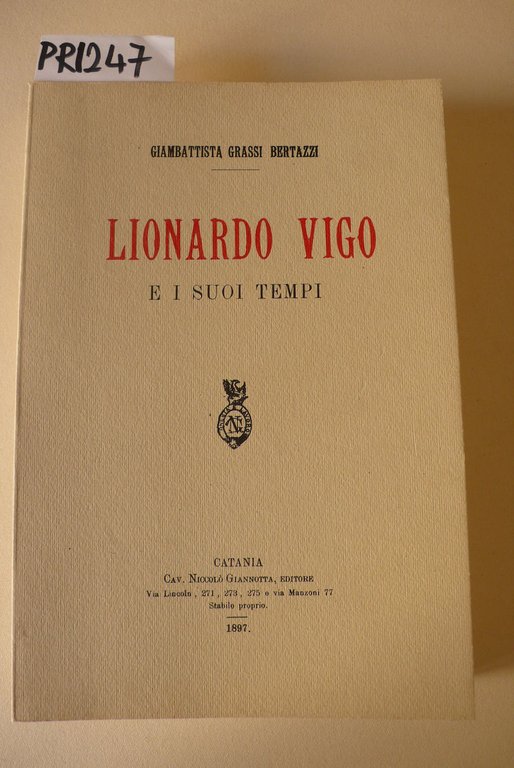 PR1247
GIAMBATTISTA GRASSI BERTAZZI
LIONARDO VIGO
E I SUOI TEMPI
CATANIA
CAV. NICCOLÒ GIANNOTTA, EDITORE
Via Lincoln, 271, 273, 275 e via Manzoni 77
Stabile proprio.
1897.